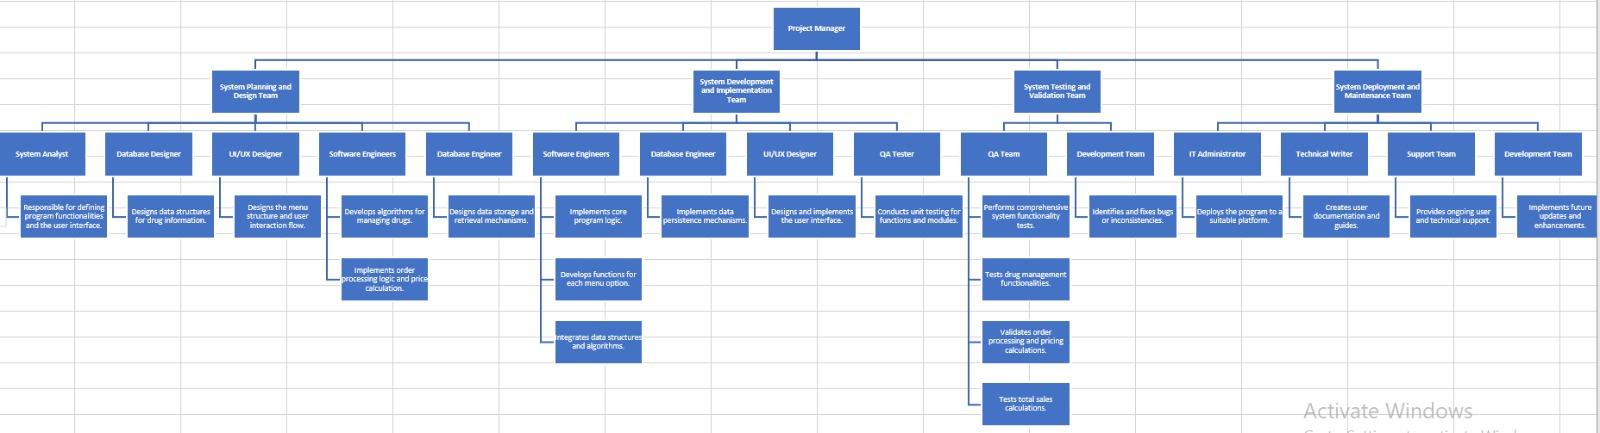 Project Manager
System Planning and
Design Team
System Development
and Implementation
Team
System Testing and
Validation Team
System Deployment and
Maintenance Team
System Analyst
Database Designer
UI/UX Designer
Software Engineers
Database Engineer
Software Engineers
Database Engineer
UI/UX Designer
QA Tester
QA Team
Development Team
IT Administrator
Technical Writer
Support Team
Development Team
Responsible for defining
program functionalities
and the user interface.
Designs data structures
for drug information.
Designs the menu
structure and user
interaction flow.
Develops algorithms for
managing drugs.
Designs data storage and
retrieval mechanisms.
Implements core
program logic.
Implements data
persistence mechanisms.
Designs and implements
the user interface.
Conducts unit testing for
functions and modules.
Performs comprehensive
system functionality
tests.
Identifies and fixes bugs
or inconsistencies.
Deploys the program to a
suitable platform.
Creates user
documentation and
guides.
Provides ongoing user
and technical support.
Implements future
updates and
enhancements.
Implements order
processing logic and price
calculation.
Develops functions for
each menu option.
Tests drug management
functionalities.
Integrates data structures
and algorithms.
Validates order
processing and pricing
calculations.
Tests total sales
calculations.
Activate Windows